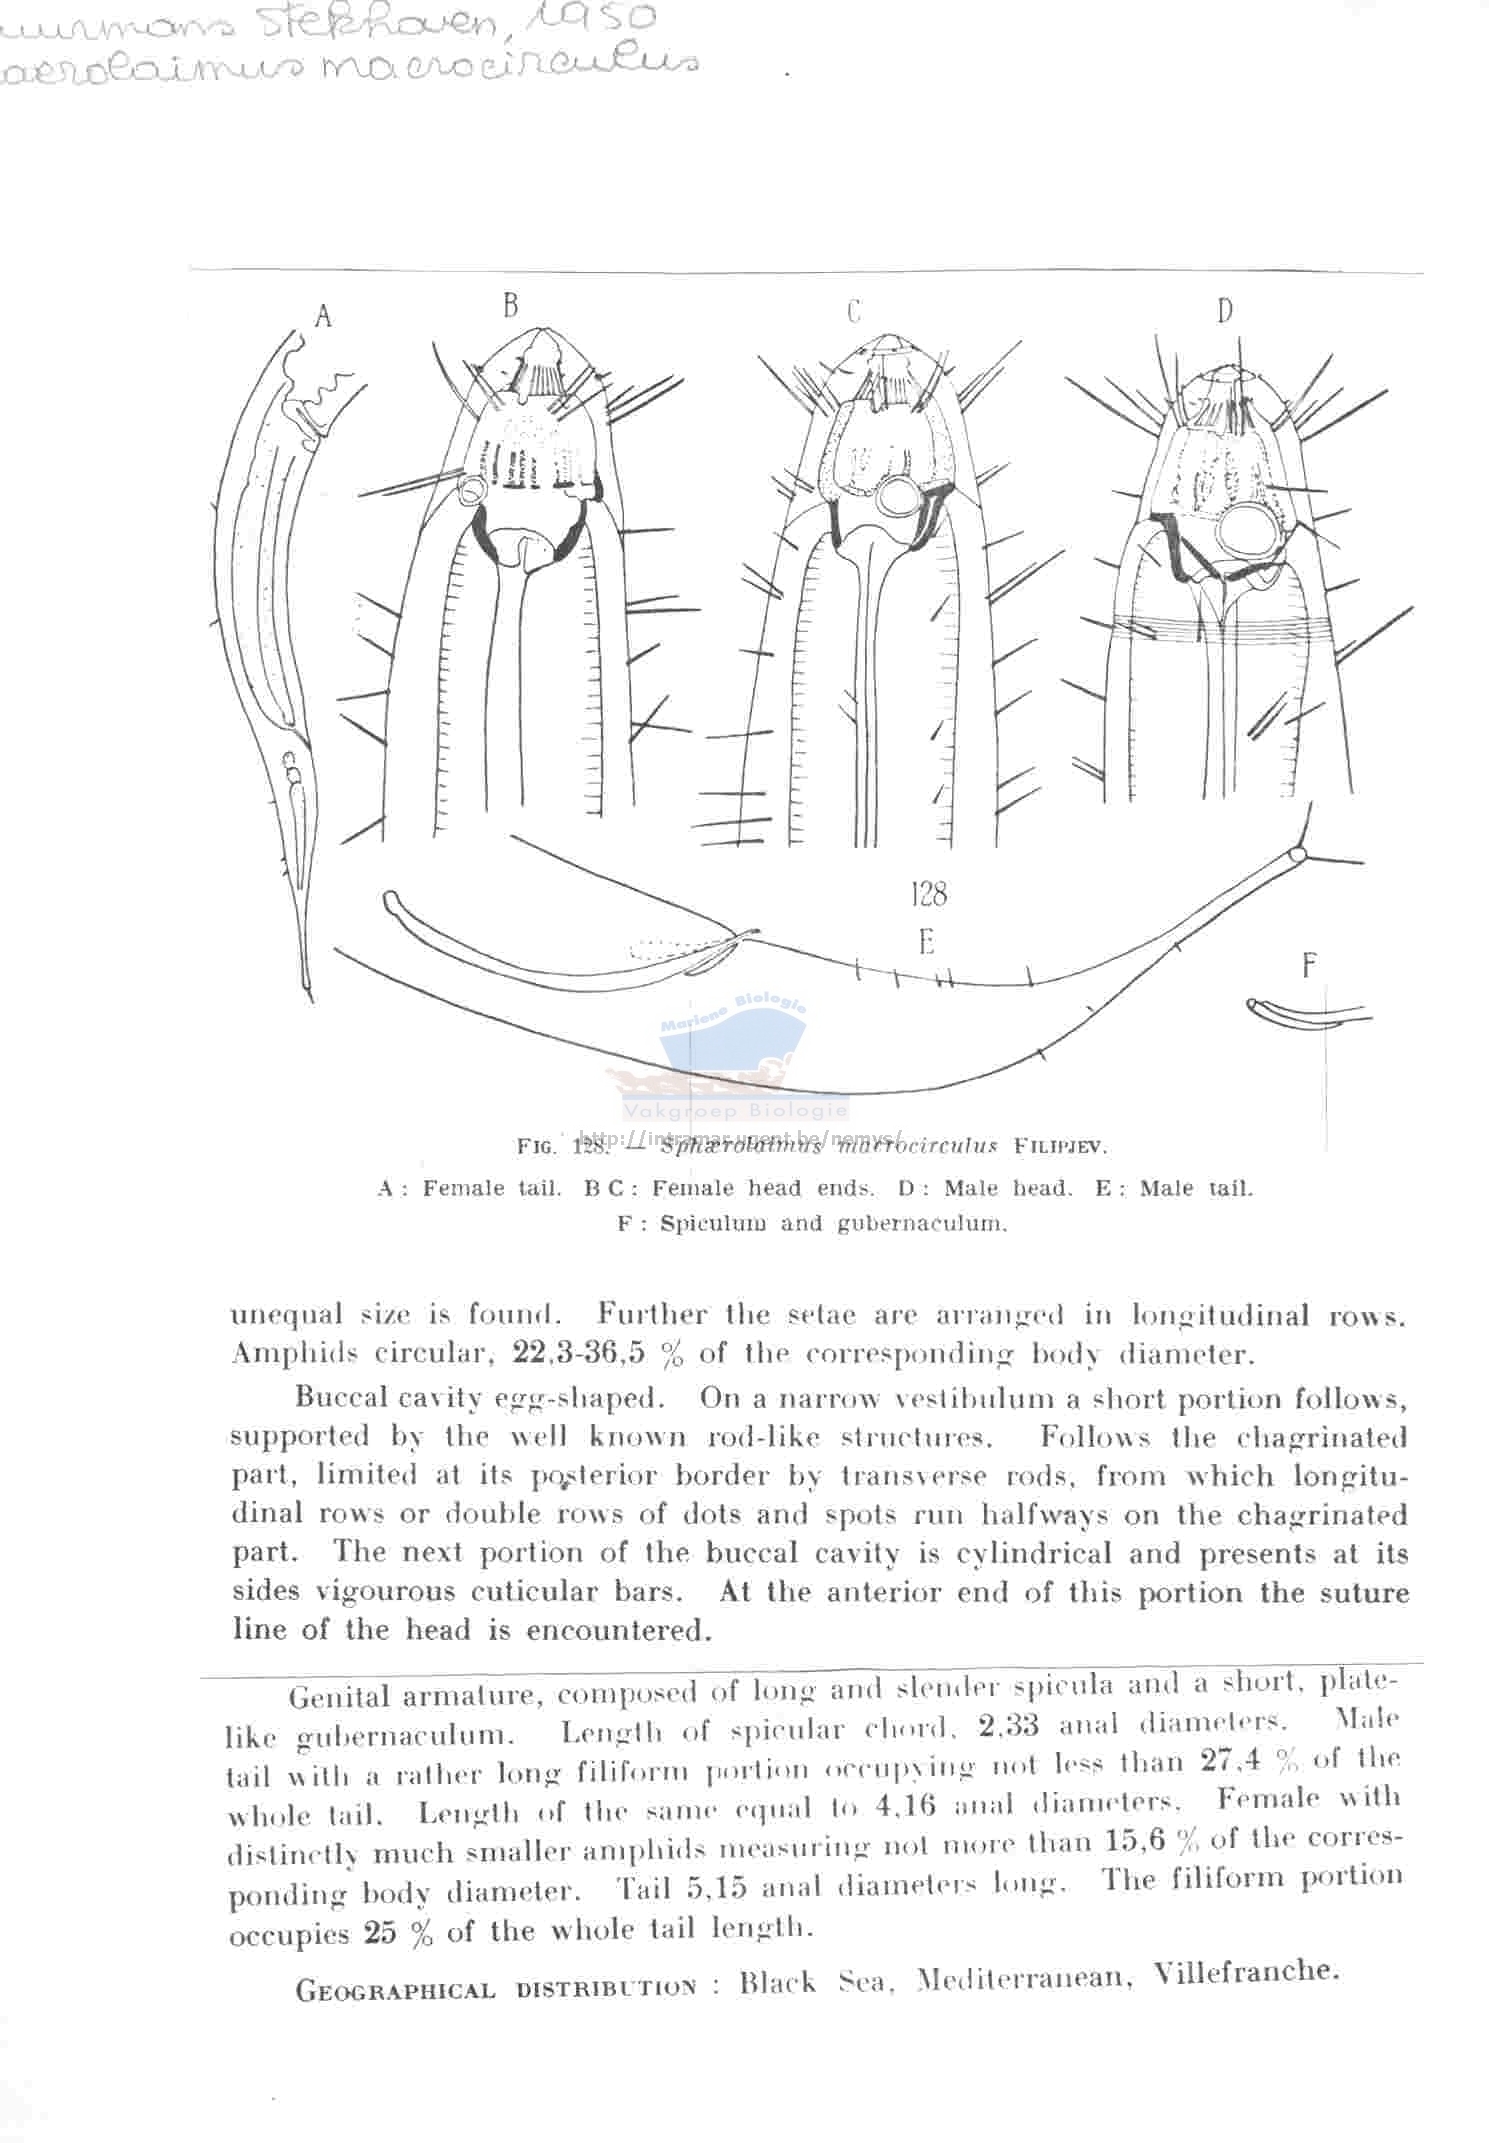 Stekhoven, 1950
macrocirculus
A B C D
128
E
F
Mariene Biologie
Vakgroep Biologie
http://intramar.ugent.be/nemys/
FIG. 128. — Sphærolaimus macrocirculus FILIPJEV.
A : Female tail. B C : Female head ends. D : Male head. E : Male tail.
F : Spiculum and gubernaculum.
unequal size is found. Further the setae are arranged in longitudinal rows.
Amphids circular, 22,3-36,5 % of the corresponding body diameter.
Buccal cavity egg-shaped. On a narrow vestibulum a short portion follows,
supported by the well known rod-like structures. Follows the chagrinated
part, limited at its posterior border by transverse rods, from which longitu-
dinal rows or double rows of dots and spots run halfways on the chagrinated
part. The next portion of the buccal cavity is cylindrical and presents at its
sides vigourous cuticular bars. At the anterior end of this portion the suture
line of the head is encountered.
Genital armature, composed of long and slender spicula and a short, plate-
like gubernaculum. Length of spicular chord, 2,33 anal diameters. Male
tail with a rather long filiform portion occupying not less than 27,4 % of the
whole tail. Length of the same equal to 4,16 anal diameters. Female with
distinctly much smaller amphids measuring not more than 15,6 % of the corres-
ponding body diameter. Tail 5,15 anal diameters long. The filiform portion
occupies 25 % of the whole tail length.
GEOGRAPHICAL DISTRIBUTION : Black Sea, Mediterranean, Villefranche.